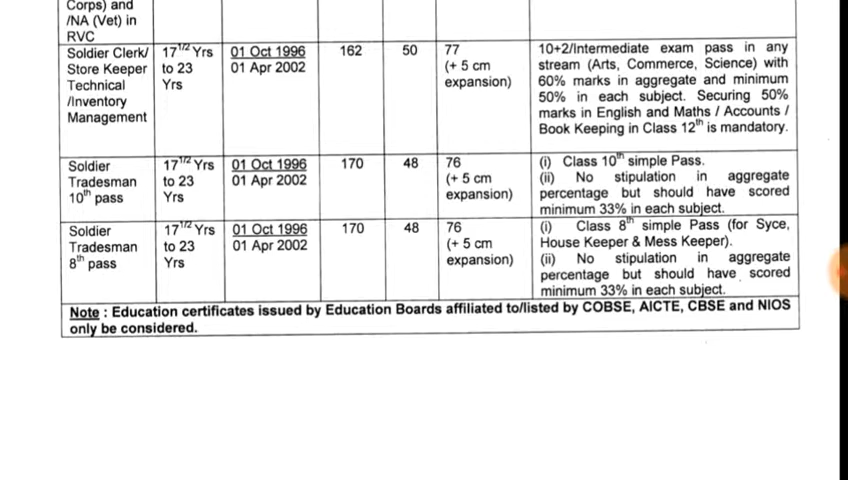 Corps) and
/NA (Vet) in
RVC
Soldier Clerk/
Store Keeper
Technical
/Inventory
Management
17 1/2 Yrs
to 23
Yrs
01 Oct 1996
01 Apr 2002
162
50
77
(+ 5 cm
expansion)
10+2/Intermediate exam pass in any
stream (Arts, Commerce, Science) with
60% marks in aggregate and minimum
50% in each subject. Securing 50%
marks in English and Maths / Accounts /
Book Keeping in Class 12th is mandatory.
Soldier
Tradesman
10th pass
17 1/2 Yrs
to 23
Yrs
01 Oct 1996
01 Apr 2002
170
48
76
(+ 5 cm
expansion)
(i) Class 10th simple Pass.
(ii) No stipulation in aggregate
percentage but should have scored
minimum 33% in each subject.
Soldier
Tradesman
8th pass
17 1/2 Yrs
to 23
Yrs
01 Oct 1996
01 Apr 2002
170
48
76
(+ 5 cm
expansion)
(i) Class 8th simple Pass (for Syce,
House Keeper & Mess Keeper).
(ii) No stipulation in aggregate
percentage but should have scored
minimum 33% in each subject.
Note : Education certificates issued by Education Boards affiliated to/listed by COBSE, AICTE, CBSE and NIOS
only be considered.